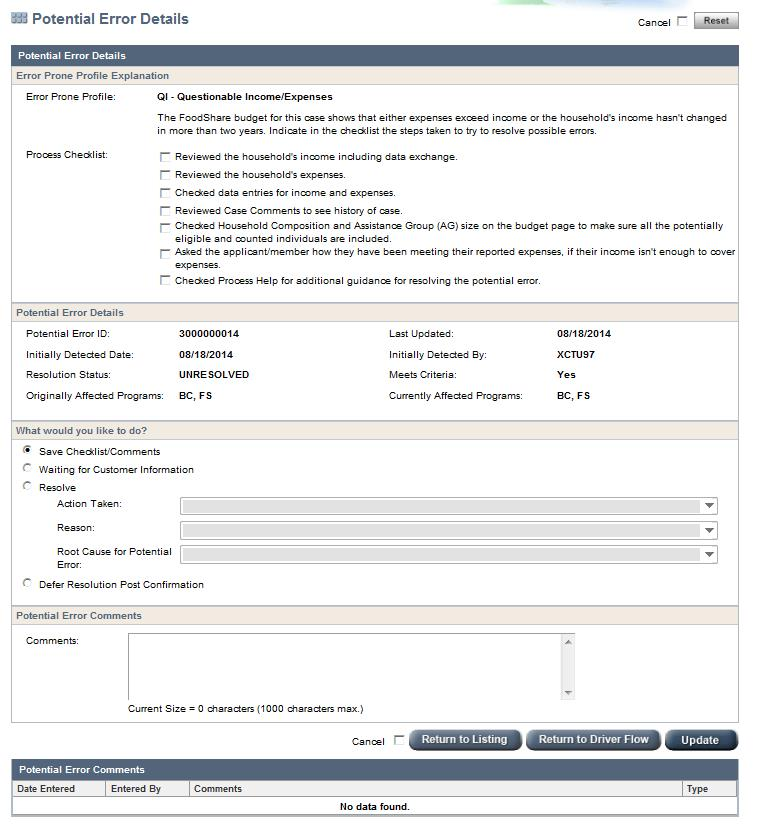 Potential Error Details
Cancel Reset
Potential Error Details
Error Prone Profile Explanation
Error Prone Profile: QI - Questionable Income/Expenses
The FoodShare budget for this case shows that either expenses exceed income or the household's income hasn't changed
in more than two years. Indicate in the checklist the steps taken to try to resolve possible errors.
Process Checklist: Reviewed the household's income including data exchange.
Reviewed the household's expenses.
Checked data entries for income and expenses.
Reviewed Case Comments to see history of case.
Checked Household Composition and Assistance Group (AG) size on the budget page to make sure all the potentially
eligible and counted individuals are included.
Asked the applicant/member how they have been meeting their reported expenses, if their income isn't enough to cover
expenses.
Checked Process Help for additional guidance for resolving the potential error.
Potential Error Details
Potential Error ID: 3000000014 Last Updated: 08/18/2014
Initially Detected Date: 08/18/2014 Initially Detected By: XCTU97
Resolution Status: UNRESOLVED Meets Criteria: Yes
Originally Affected Programs: BC, FS Currently Affected Programs: BC, FS
What would you like to do?
Save Checklist/Comments
Waiting for Customer Information
Resolve
Action Taken:
Reason:
Root Cause for Potential
Error:
Defer Resolution Post Confirmation
Potential Error Comments
Comments:
Current Size = 0 characters (1000 characters max.)
Cancel Return to Listing Return to Driver Flow Update
Potential Error Comments
Date Entered Entered By Comments Type
No data found.